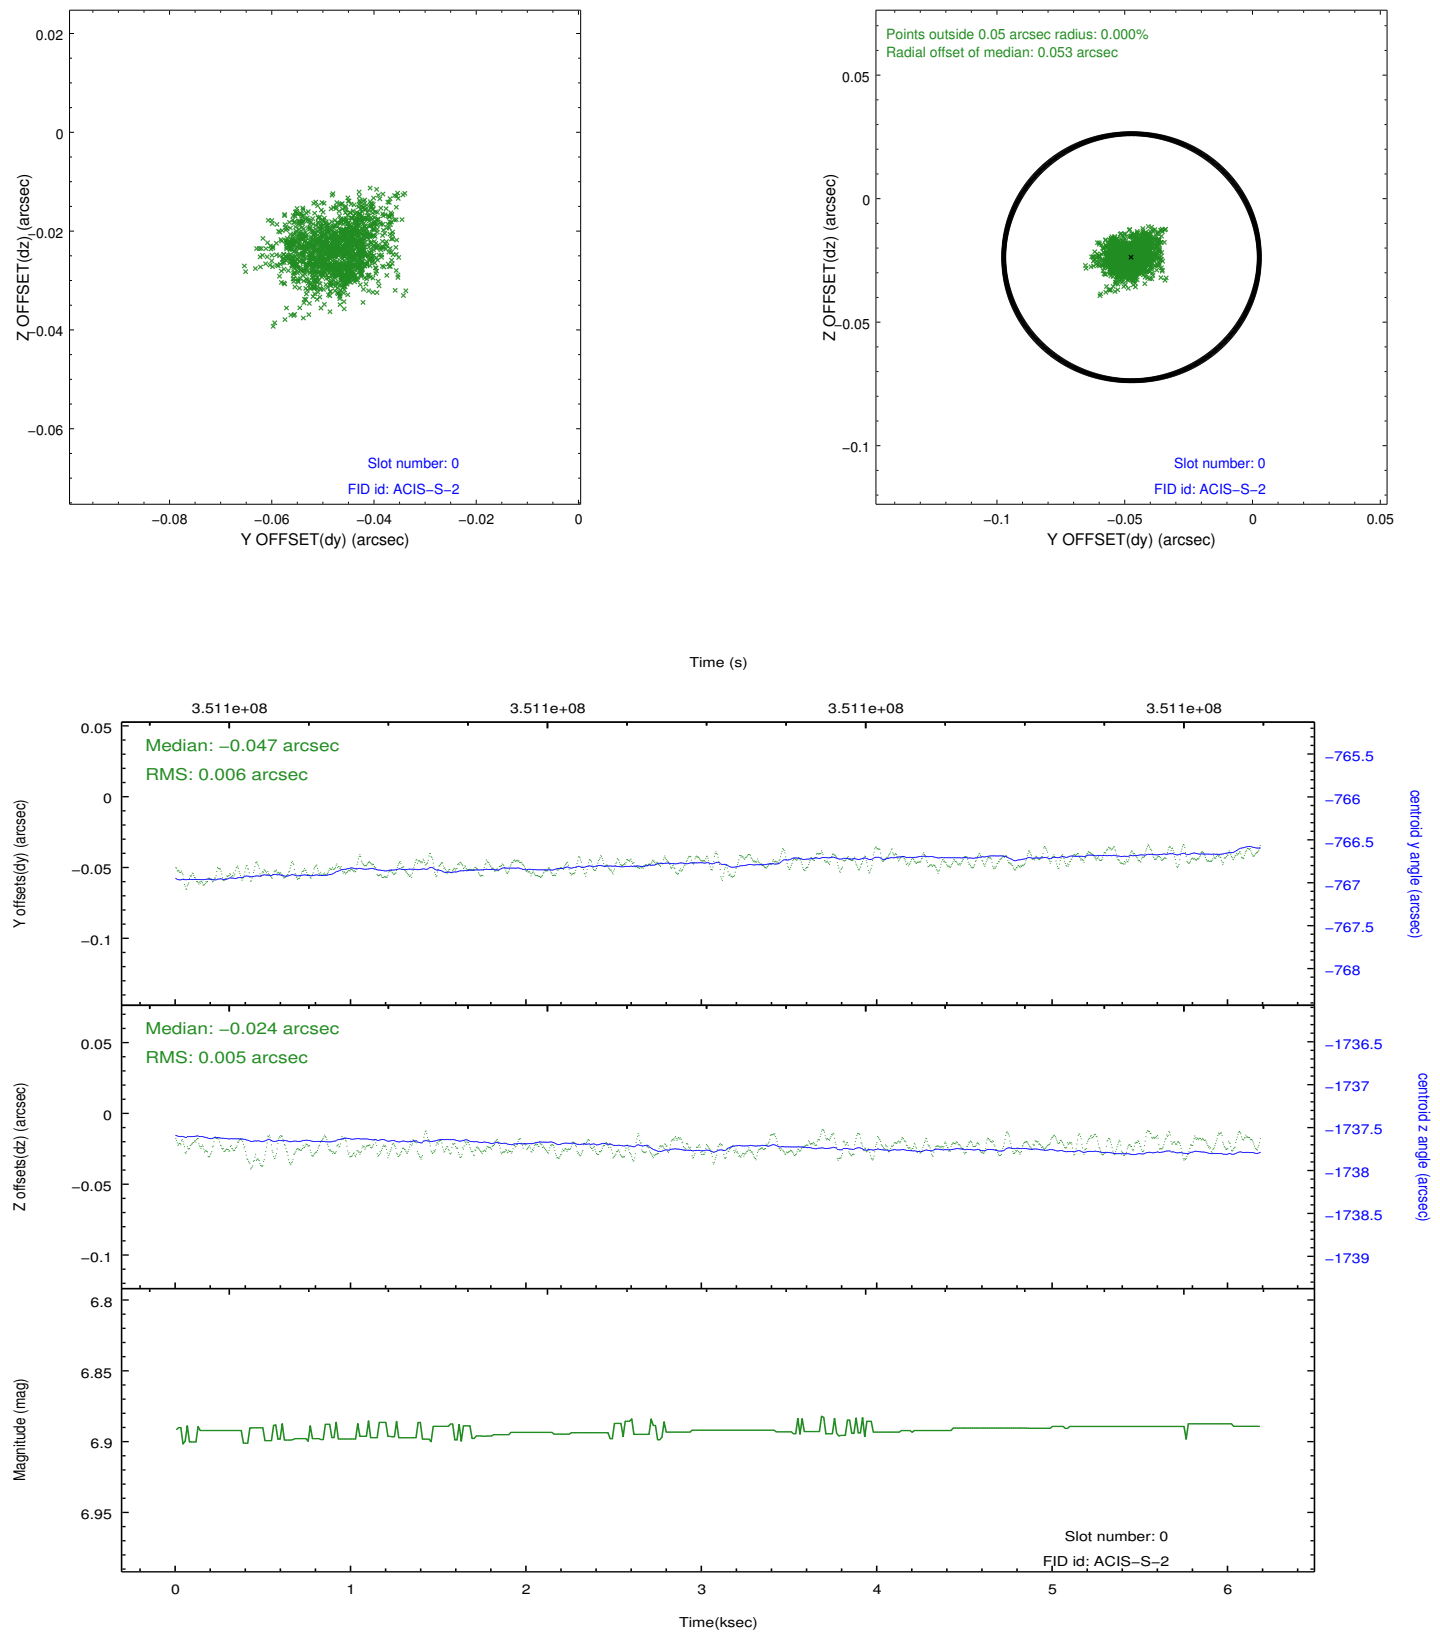 0.02
0
−0.02
−0.04
−0.06
Z OFFSET(dz) (arcsec)
Slot number: 0
FID id: ACIS−S−2
−0.08
−0.06
−0.04
−0.02
0
Y OFFSET(dy) (arcsec)
Points outside 0.05 arcsec radius: 0.000%
Radial offset of median: 0.053 arcsec
0.05
0
−0.05
−0.1
Z OFFSET(dz) (arcsec)
Slot number: 0
FID id: ACIS−S−2
−0.1
−0.05
0
0.05
Y OFFSET(dy) (arcsec)
Time (s)
3.511e+08
3.511e+08
3.511e+08
3.511e+08
Median: −0.047 arcsec
RMS: 0.006 arcsec
0.05
0
−0.05
−0.1
Y offsets(dy) (arcsec)
−765.5
−766
−766.5
−767
−767.5
−768
centroid y angle (arcsec)
Median: −0.024 arcsec
RMS: 0.005 arcsec
0.05
0
−0.05
−0.1
Z offsets(dz) (arcsec)
−1736.5
−1737
−1737.5
−1738
−1738.5
−1739
centroid z angle (arcsec)
6.8
6.85
6.9
6.95
Magnitude (mag)
Slot number: 0
FID id: ACIS−S−2
0
1
2
3
4
5
6
Time(ksec)